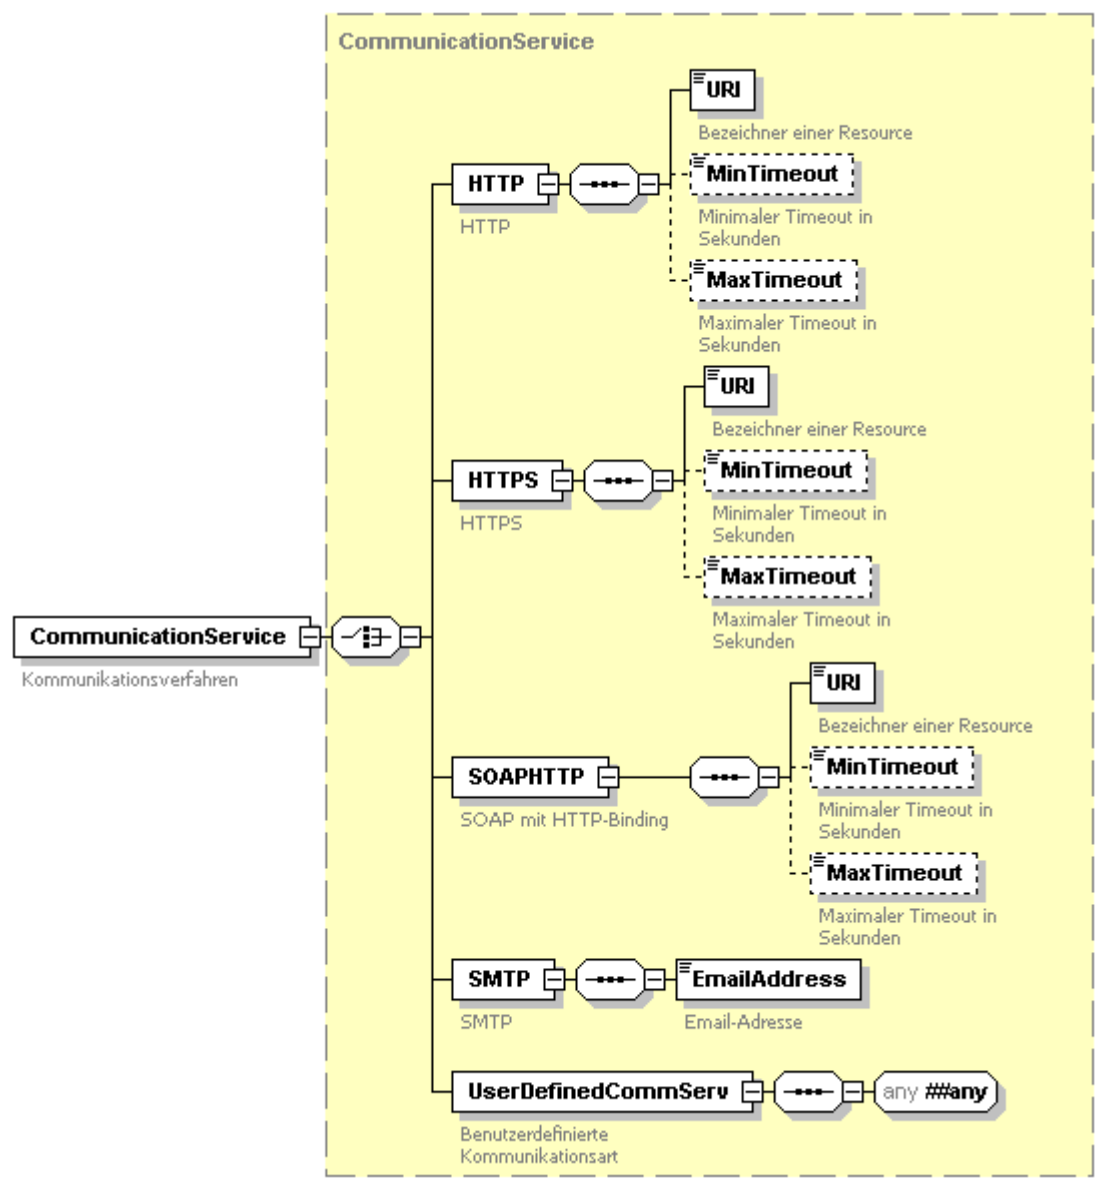 CommunicationService
URI
Bezeichner einer Resource
HTTP
HTTP
MinTimeout
Minimaler Timeout in
Sekunden
MaxTimeout
Maximaler Timeout in
Sekunden
URI
Bezeichner einer Resource
HTTPS
HTTPS
MinTimeout
Minimaler Timeout in
Sekunden
MaxTimeout
Maximaler Timeout in
Sekunden
CommunicationService
Kommunikationsverfahren
URI
Bezeichner einer Resource
SOAPHTTP
SOAP mit HTTP-Binding
MinTimeout
Minimaler Timeout in
Sekunden
MaxTimeout
Maximaler Timeout in
Sekunden
SMTP
SMTP
EmailAddress
Email-Adresse
UserDefinedCommServ
any ##any
Benutzerdefinierte
Kommunikationsart